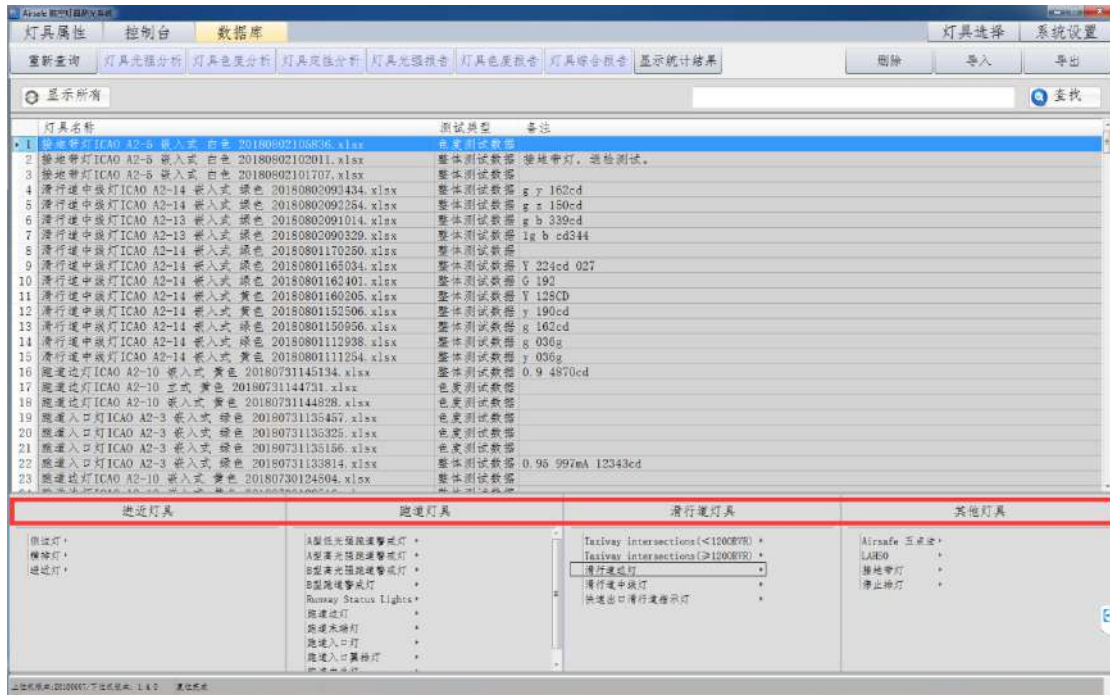 Airsafe 航空灯具测光系统
灯具属性 控制台 数据库 灯具选择 系统设置
重新查询 灯具光强分析 灯具色度分析 灯具定性分析 灯具光强报告 灯具色度报告 灯具综合报告 显示统计结果 删除 导入 导出
显示所有 查找
灯具名称 测试类型 备注
1 接地带灯ICAO A2-5 嵌入式 白色 20180802105836.xlsx 色度测试数据
2 接地带灯ICAO A2-5 嵌入式 白色 20180802102011.xlsx 整体测试数据 接地带灯，送检测试。
3 接地带灯ICAO A2-5 嵌入式 白色 20180802101707.xlsx 整体测试数据
4 滑行道中线灯ICAO A2-14 嵌入式 绿色 20180802093434.xlsx 整体测试数据 g y 162cd
5 滑行道中线灯ICAO A2-14 嵌入式 绿色 20180802092254.xlsx 整体测试数据 g z 150cd
6 滑行道中线灯ICAO A2-13 嵌入式 绿色 20180802091014.xlsx 整体测试数据 g b 339cd
7 滑行道中线灯ICAO A2-13 嵌入式 绿色 20180802090329.xlsx 整体测试数据 1g b cd344
8 滑行道中线灯ICAO A2-14 嵌入式 绿色 20180801170250.xlsx 整体测试数据
9 滑行道中线灯ICAO A2-14 嵌入式 绿色 20180801165034.xlsx 整体测试数据 Y 224cd 027
10 滑行道中线灯ICAO A2-14 嵌入式 绿色 20180801162401.xlsx 整体测试数据 G 192
11 滑行道中线灯ICAO A2-14 嵌入式 黄色 20180801160205.xlsx 整体测试数据 Y 128CD
12 滑行道中线灯ICAO A2-14 嵌入式 黄色 20180801152506.xlsx 整体测试数据 y 190cd
13 滑行道中线灯ICAO A2-14 嵌入式 绿色 20180801150956.xlsx 整体测试数据 g 162cd
14 滑行道中线灯ICAO A2-14 嵌入式 绿色 20180801112938.xlsx 整体测试数据 g 036g
15 滑行道中线灯ICAO A2-14 嵌入式 黄色 20180801111254.xlsx 整体测试数据 y 036g
16 跑道边灯ICAO A2-10 嵌入式 黄色 20180731145134.xlsx 整体测试数据 0.9 4870cd
17 跑道边灯ICAO A2-10 立式 黄色 20180731144731.xlsx 色度测试数据
18 跑道边灯ICAO A2-10 嵌入式 黄色 20180731144828.xlsx 色度测试数据
19 跑道入口灯ICAO A2-3 嵌入式 绿色 20180731135457.xlsx 色度测试数据
20 跑道入口灯ICAO A2-3 嵌入式 绿色 20180731135325.xlsx 色度测试数据
21 跑道入口灯ICAO A2-3 嵌入式 绿色 20180731135156.xlsx 色度测试数据
22 跑道入口灯ICAO A2-3 嵌入式 绿色 20180731133814.xlsx 整体测试数据 0.95 997mA 12343cd
23 跑道边灯ICAO A2-10 嵌入式 黄色 20180730124504.xlsx 整体测试数据
进近灯具 跑道灯具 滑行道灯具 其他灯具
侧边灯 A型低光强跑道警戒灯 Taxiway intersections(<1200RVR) Airsafe 五点法
横排灯 A型高光强跑道警戒灯 Taxiway intersections(≥1200RVR) LAHSO
进近灯 B型高光强跑道警戒灯 滑行道边灯 接地带灯
B型跑道警戒灯 滑行道中线灯 停止排灯
Runway Status Lights 快速出口滑行道指示灯
跑道边灯
跑道末端灯
跑道入口灯
跑道入口翼排灯
上位机版本:20180607/下位机版本: 1.4.0 复位完成